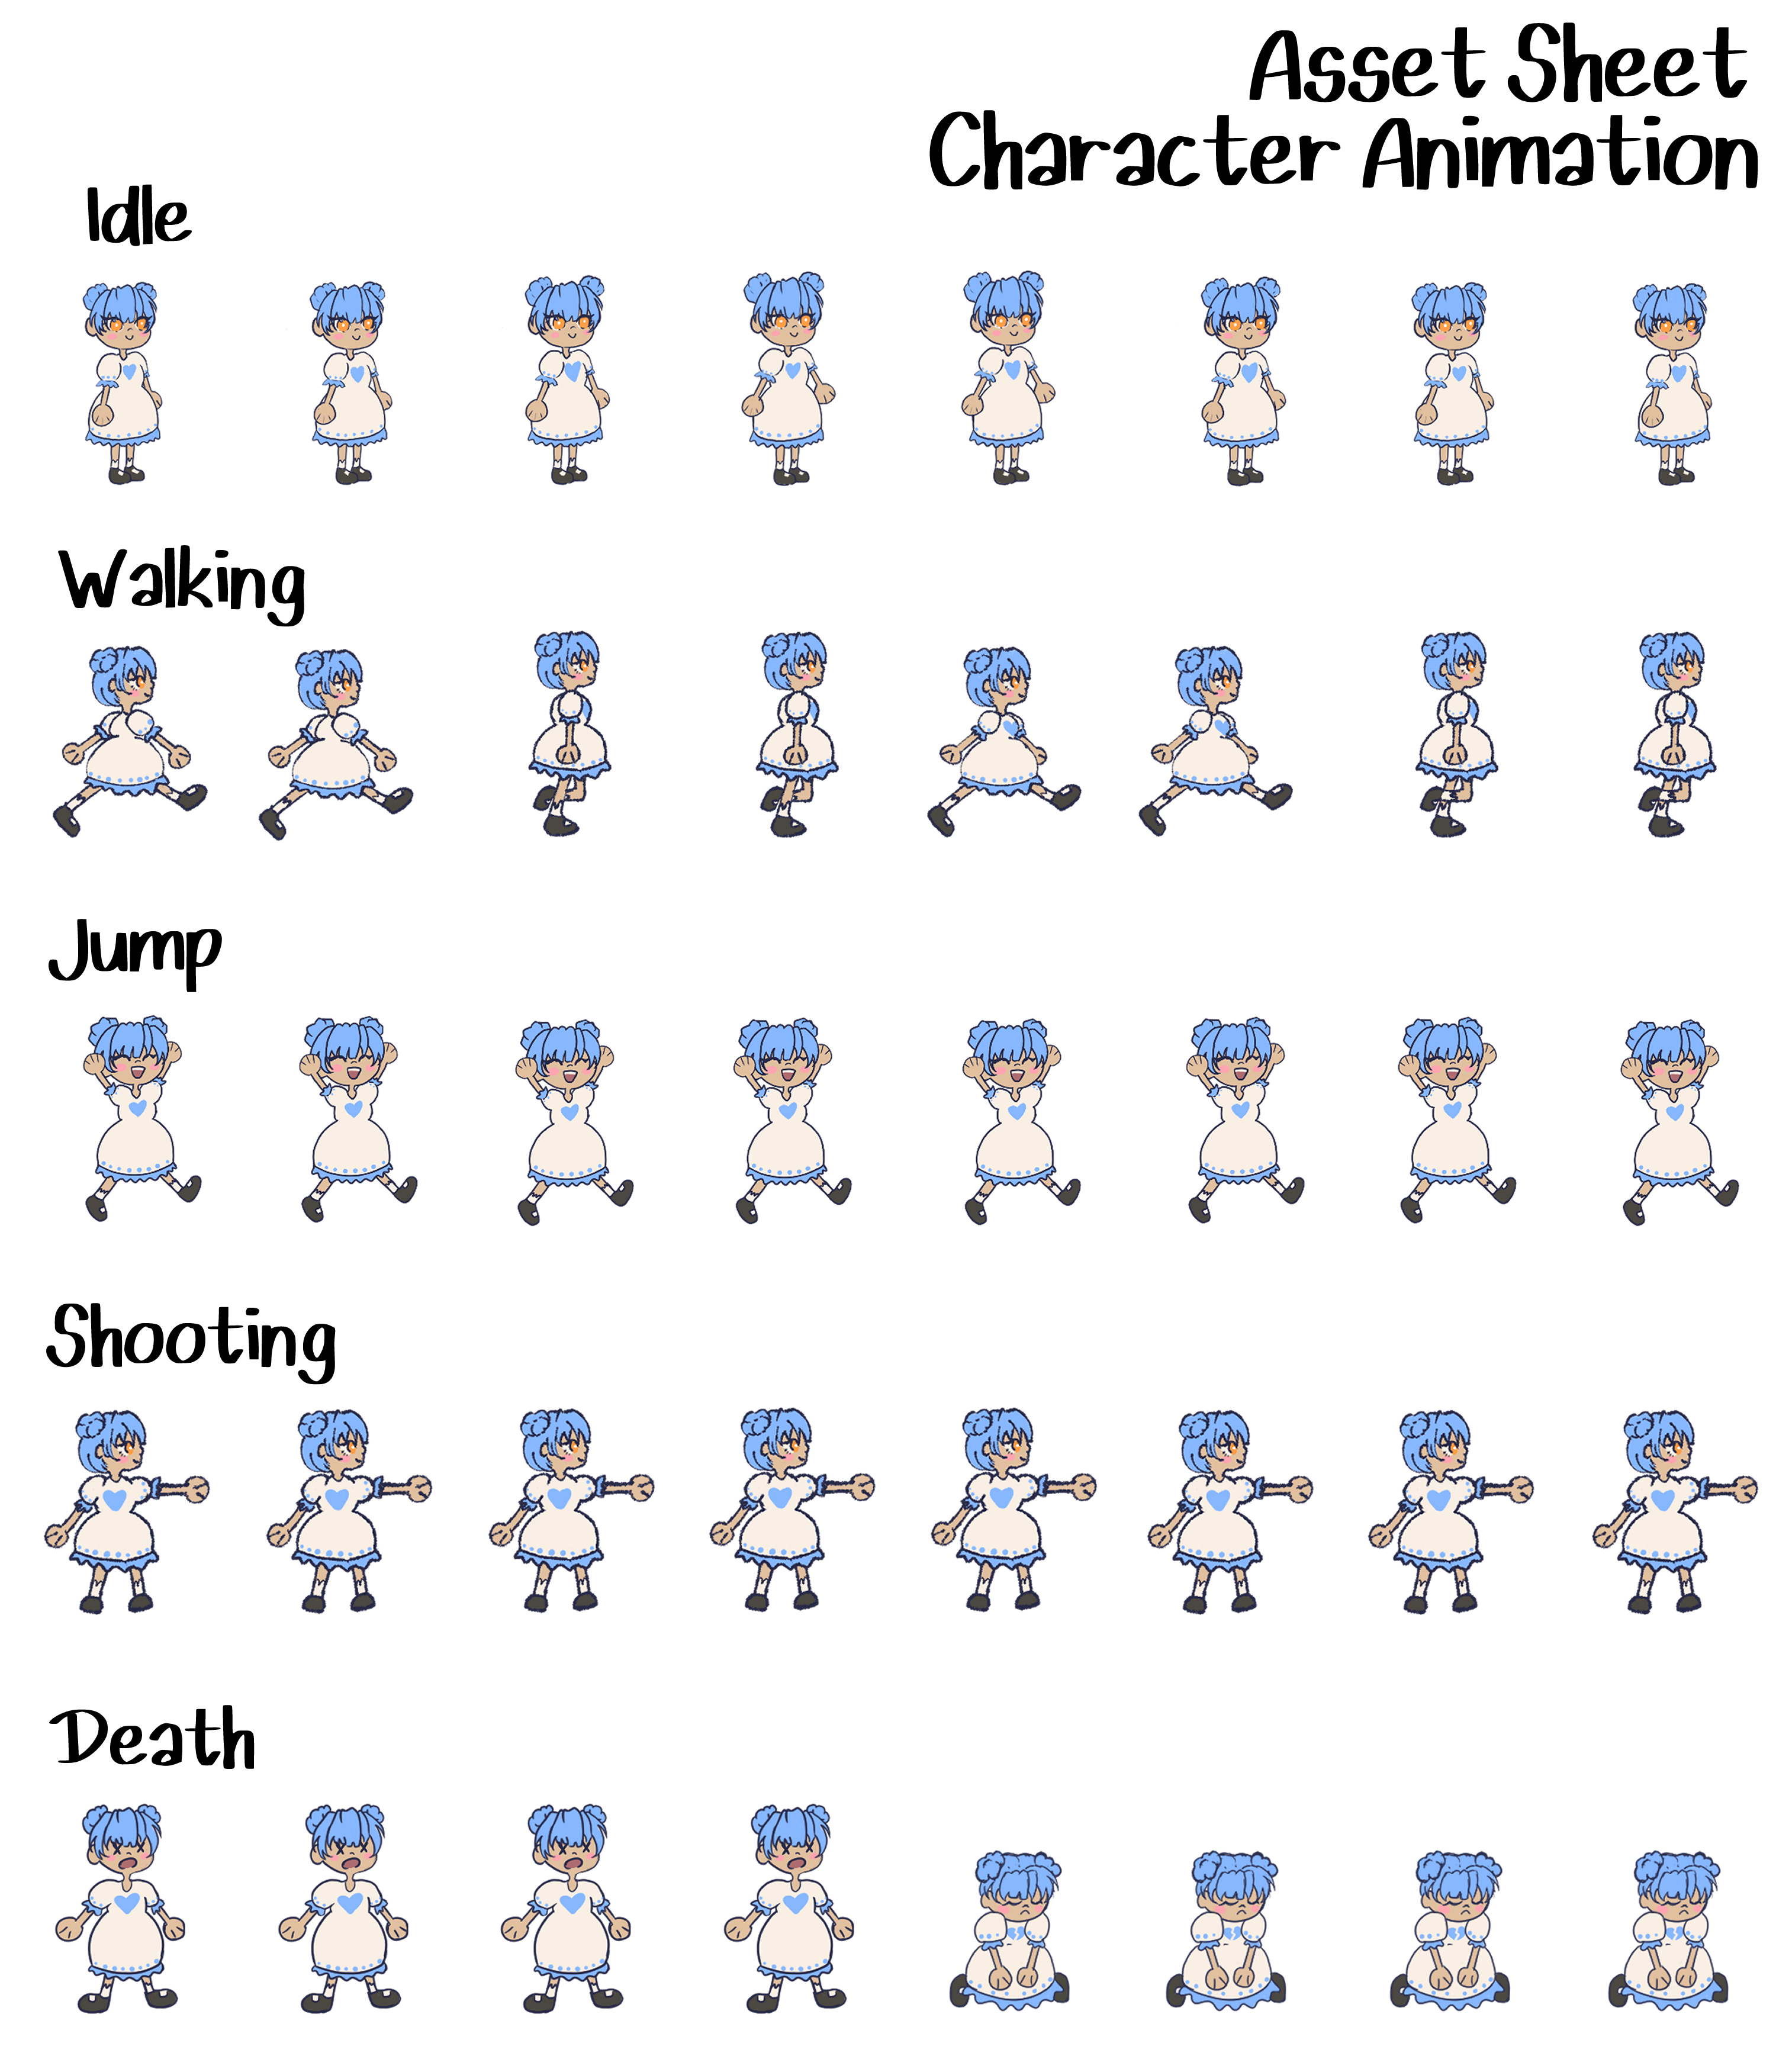 Asset Sheet
Character Animation
Idle
Walking
Jump
Shooting
Death